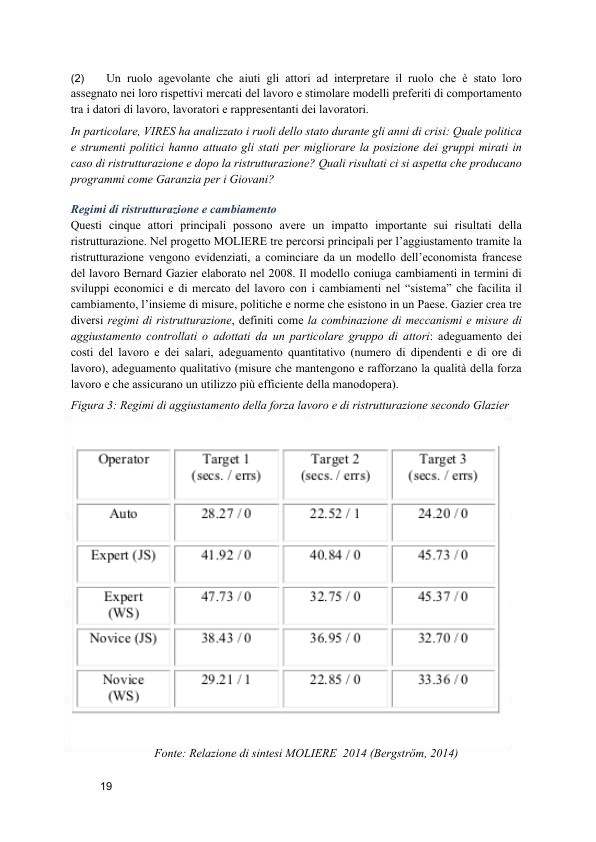 (2) Un ruolo agevolante che aiuti gli attori ad interpretare il ruolo che è stato loro
assegnato nei loro rispettivi mercati del lavoro e stimolare modelli preferiti di comportamento
tra i datori di lavoro, lavoratori e rappresentanti dei lavoratori.
In particolare, VIRES ha analizzato i ruoli dello stato durante gli anni di crisi: Quale politica
e strumenti politici hanno attuato gli stati per migliorare la posizione dei gruppi mirati in
caso di ristrutturazione e dopo la ristrutturazione? Quali risultati ci si aspetta che producano
programmi come Garanzia per i Giovani?
Regimi di ristrutturazione e cambiamento
Questi cinque attori principali possono avere un impatto importante sui risultati della
ristrutturazione. Nel progetto MOLIERE tre percorsi principali per l’aggiustamento tramite la
ristrutturazione vengono evidenziati, a cominciare da un modello dell’economista francese
del lavoro Bernard Gazier elaborato nel 2008. Il modello coniuga cambiamenti in termini di
sviluppi economici e di mercato del lavoro con i cambiamenti nel “sistema” che facilita il
cambiamento, l’insieme di misure, politiche e norme che esistono in un Paese. Gazier crea tre
diversi regimi di ristrutturazione, definiti come la combinazione di meccanismi e misure di
aggiustamento controllati o adottati da un particolare gruppo di attori: adeguamento dei
costi del lavoro e dei salari, adeguamento quantitativo (numero di dipendenti e di ore di
lavoro), adeguamento qualitativo (misure che mantengono e rafforzano la qualità della forza
lavoro e che assicurano un utilizzo più efficiente della manodopera).
Figura 3: Regimi di aggiustamento della forza lavoro e di ristrutturazione secondo Glazier
Operator Target 1 Target 2 Target 3
(secs. / errs) (secs. / errs) (secs. / errs)
Auto 28.27 / 0 22.52 / 1 24.20 / 0
Expert (JS) 41.92 / 0 40.84 / 0 45.73 / 0
Expert 47.73 / 0 32.75 / 0 45.37 / 0
(WS)
Novice (JS) 38.43 / 0 36.95 / 0 32.70 / 0
Novice 29.21 / 1 22.85 / 0 33.36 / 0
(WS)
Fonte: Relazione di sintesi MOLIERE 2014 (Bergström, 2014)
19